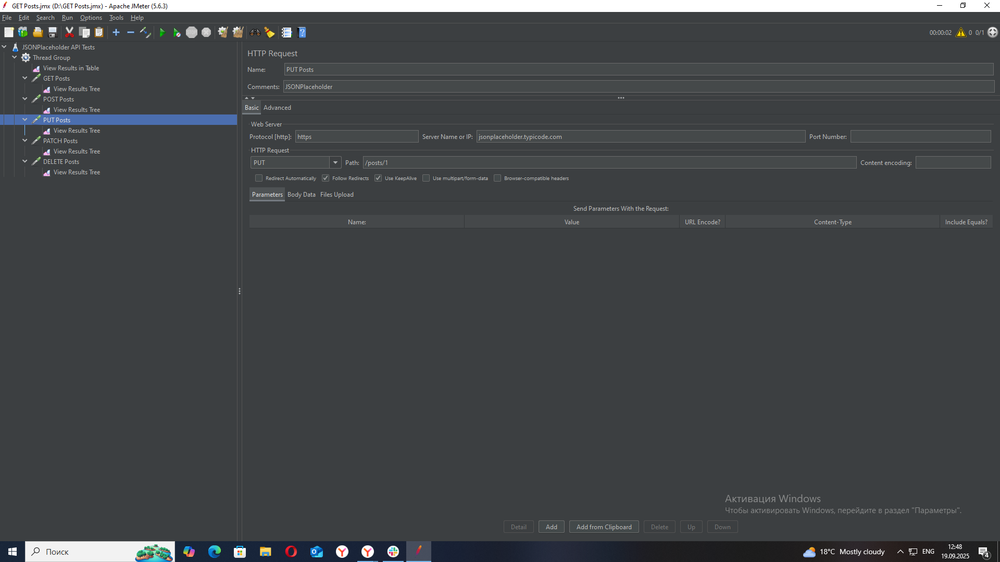 GET Posts.jmx (D:\GET Posts.jmx) - Apache JMeter (5.6.3)
File Edit Search Run Options Tools Help
00:00:02 0 0/1
JSONPlaceholder API Tests
Thread Group
View Results in Table
GET Posts
View Results Tree
POST Posts
View Results Tree
PUT Posts
View Results Tree
PATCH Posts
View Results Tree
DELETE Posts
View Results Tree
HTTP Request
Name: PUT Posts
Comments: JSONPlaceholder
Basic Advanced
Web Server
Protocol [http]: https Server Name or IP: jsonplaceholder.typicode.com Port Number:
HTTP Request
PUT Path: /posts/1 Content encoding:
Redirect Automatically Follow Redirects Use KeepAlive Use multipart/form-data Browser-compatible headers
Parameters Body Data Files Upload
Send Parameters With the Request:
Name: Value URL Encode? Content-Type Include Equals?
Активация Windows
Чтобы активировать Windows, перейдите в раздел "Параметры".
Detail Add Add from Clipboard Delete Up Down
Поиск
18°C Mostly cloudy ENG
12:48
19.09.2025
4